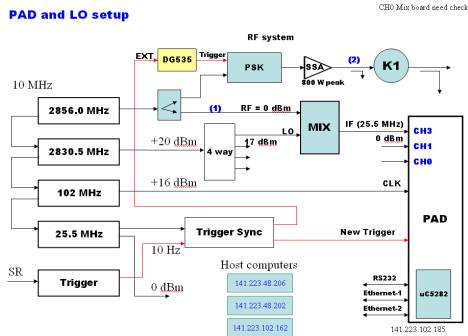 CH0 Mix board need check
PAD and LO setup
RF system
EXT
DG535
Trigger
PSK
SSA
800 W peak
(2)
K1
10 MHz
2856.0 MHz
(1)
RF = 0 dBm
MIX
IF (25.5 MHz)
CH3
0 dBm
CH1
CH0
2830.5 MHz
+20 dBm
4 way
LO
17 dBm
102 MHz
+16 dBm
CLK
PAD
25.5 MHz
Trigger Sync
New Trigger
10 Hz
SR
Trigger
0 dBm
Host computers
141.223.48.206
141.223.48.202
141.223.102.162
RS232
Ethernet-1
Ethernet-2
uC5282
141.223.102.185